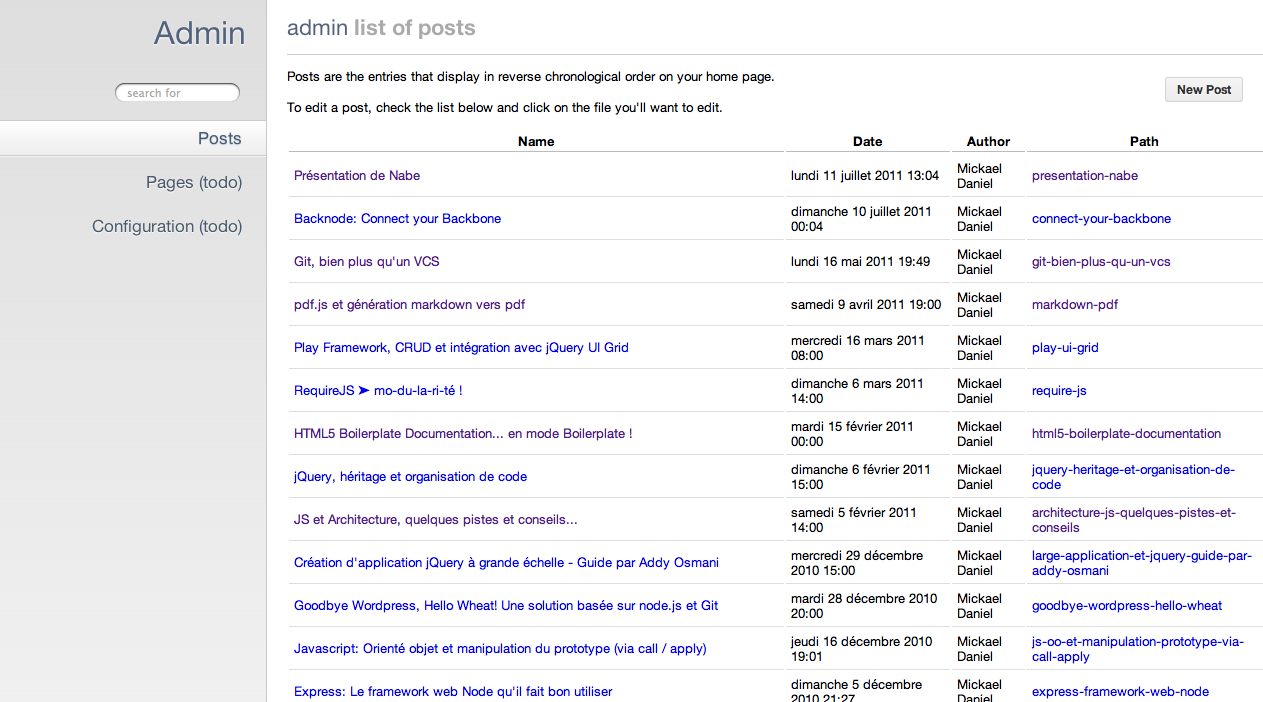 Admin
search for
Posts
Pages (todo)
Configuration (todo)
admin list of posts
Posts are the entries that display in reverse chronological order on your home page.
To edit a post, check the list below and click on the file you'll want to edit.
New Post
Name Date Author Path
Présentation de Nabe lundi 11 juillet 2011 13:04 Mickael Daniel presentation-nabe
Backnode: Connect your Backbone dimanche 10 juillet 2011 00:04 Mickael Daniel connect-your-backbone
Git, bien plus qu'un VCS lundi 16 mai 2011 19:49 Mickael Daniel git-bien-plus-qu-un-vcs
pdf.js et génération markdown vers pdf samedi 9 avril 2011 19:00 Mickael Daniel markdown-pdf
Play Framework, CRUD et intégration avec jQuery UI Grid mercredi 16 mars 2011 08:00 Mickael Daniel play-ui-grid
RequireJS ➤ mo-du-la-ri-té ! dimanche 6 mars 2011 14:00 Mickael Daniel require-js
HTML5 Boilerplate Documentation... en mode Boilerplate ! mardi 15 février 2011 00:00 Mickael Daniel html5-boilerplate-documentation
jQuery, héritage et organisation de code dimanche 6 février 2011 15:00 Mickael Daniel jquery-heritage-et-organisation-de-code
JS et Architecture, quelques pistes et conseils... samedi 5 février 2011 14:00 Mickael Daniel architecture-js-quelques-pistes-et-conseils
Création d'application jQuery à grande échelle - Guide par Addy Osmani mercredi 29 décembre 2010 15:00 Mickael Daniel large-application-et-jquery-guide-par-addy-osmani
Goodbye Wordpress, Hello Wheat! Une solution basée sur node.js et Git mardi 28 décembre 2010 20:00 Mickael Daniel goodbye-wordpress-hello-wheat
Javascript: Orienté objet et manipulation du prototype (via call / apply) jeudi 16 décembre 2010 19:01 Mickael Daniel js-oo-et-manipulation-prototype-via-call-apply
Express: Le framework web Node qu'il fait bon utiliser dimanche 5 décembre 2010 21:27 Mickael Daniel express-framework-web-node